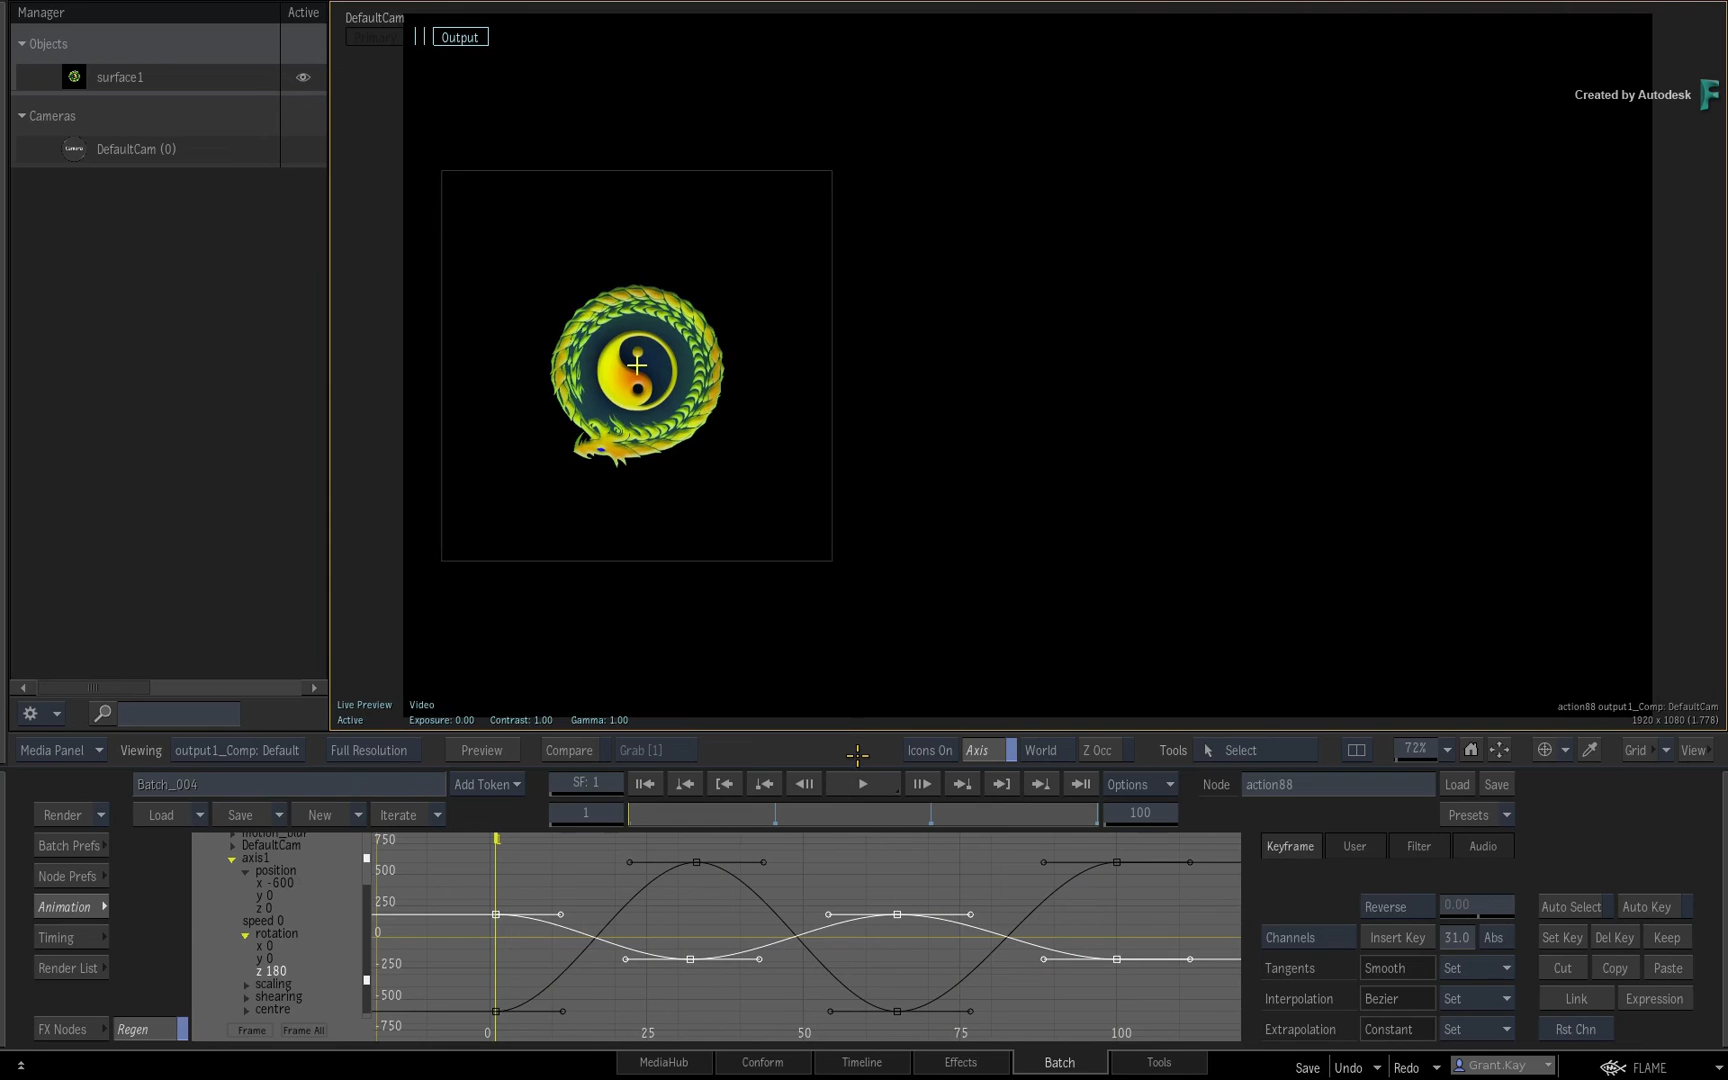 Manager
Active
Objects
surface1
Cameras
Camera
DefaultCam (0)
DefaultCam
Primary
Output
Created by Autodesk
Live Preview
Active
Video
Exposure: 0.00 Contrast: 1.00 Gamma: 1.00
action88 output1_Comp: DefaultCam
1920 x 1080 (1.778)
Media Panel
Viewing
output1_Comp: Default
Full Resolution
Preview
Compare
Grab [1]
Icons On
Axis
World
Z Occ
Tools
Select
72%
Grid
View
Batch_004
Add Token
SF: 1
Options
Node
action88
Load
Save
Render
Load
Save
New
Iterate
1
100
Presets
Batch Prefs
Node Prefs
Animation
Timing
Render List
FX Nodes
Regen
motion_blur
DefaultCam
axis1
position
x -600
y 0
z 0
speed 0
rotation
x 0
y 0
z 180
scaling
shearing
centre
Frame
Frame All
750
500
250
0
-250
-500
-750
0
25
50
75
100
Keyframe
User
Filter
Audio
Reverse
0.00
Auto Select
Auto Key
Channels
Insert Key
31.0
Abs
Set Key
Del Key
Keep
Tangents
Smooth
Set
Cut
Copy
Paste
Interpolation
Bezier
Set
Link
Expression
Extrapolation
Constant
Set
Rst Chn
MediaHub
Conform
Timeline
Effects
Batch
Tools
Save
Undo
Redo
Grant.Kay
FLAME